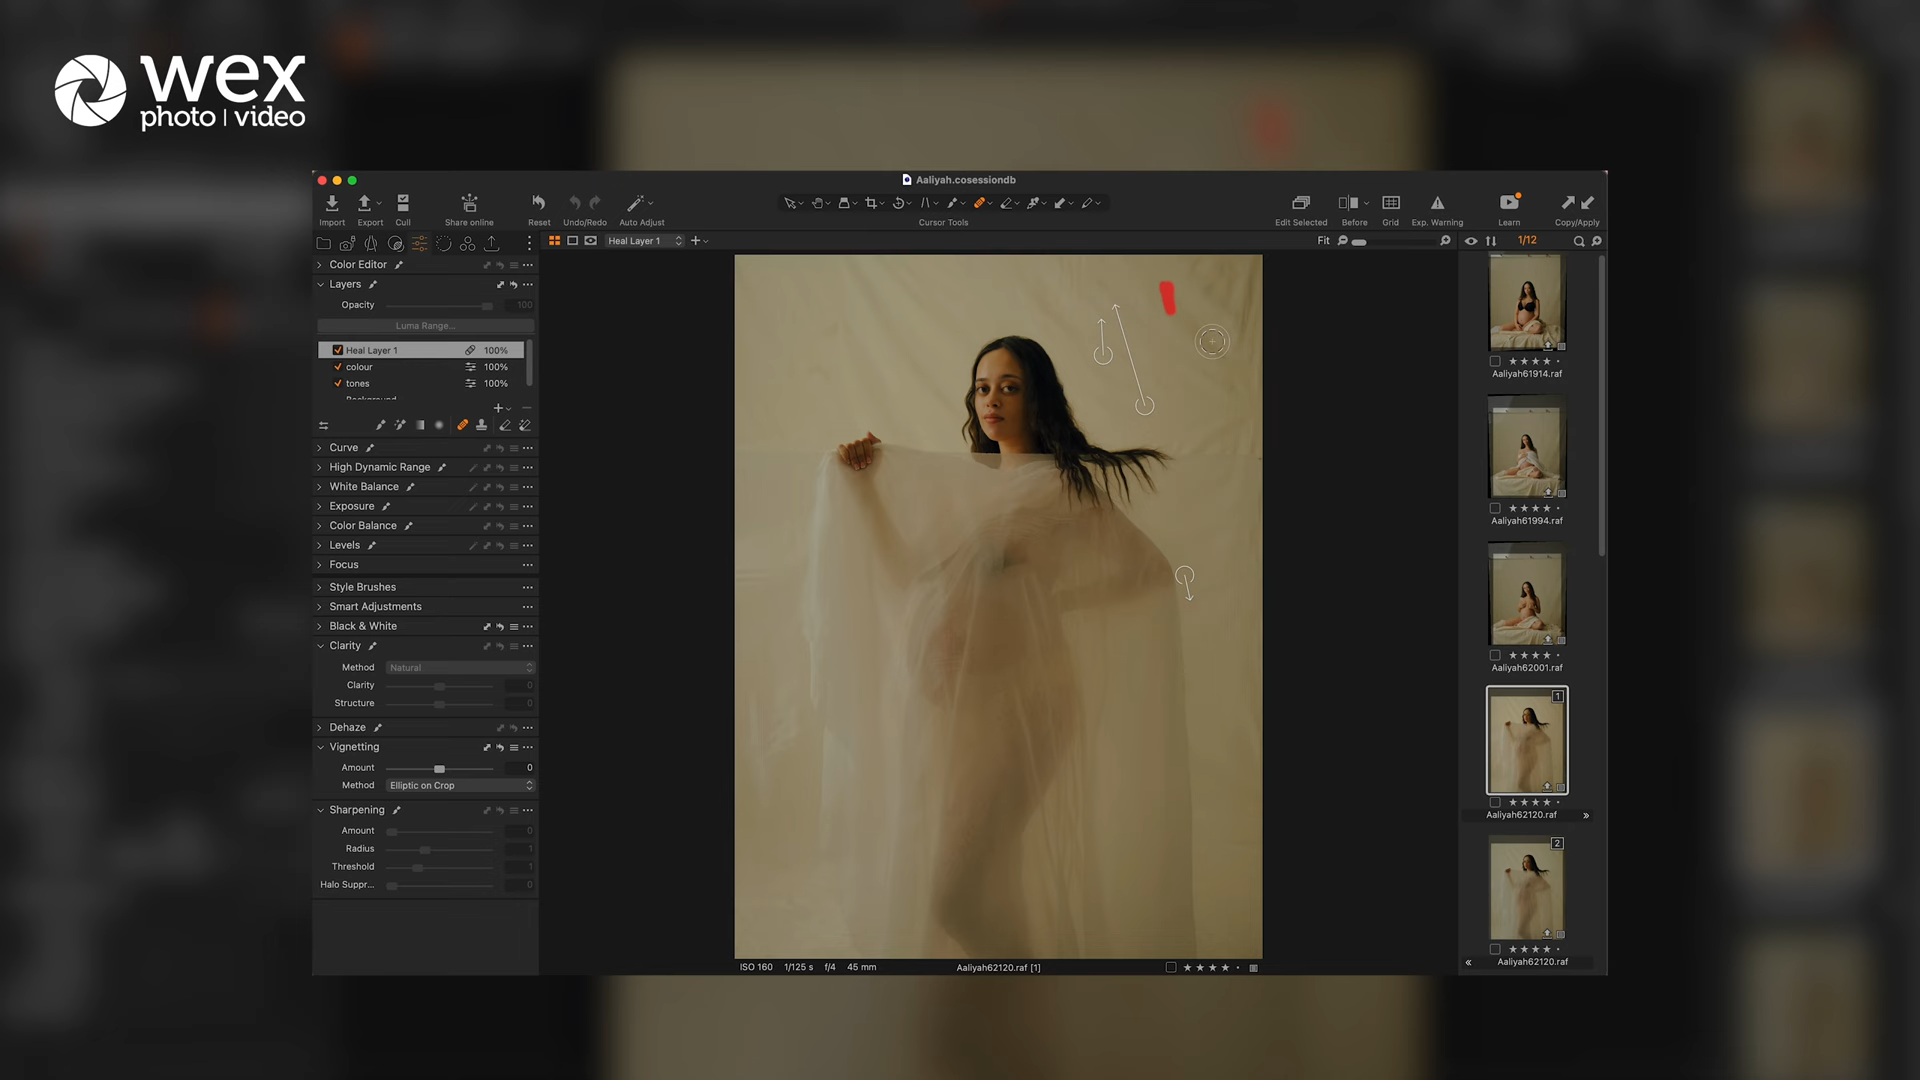 wex
photo | video
Aaliyah.cosessiondb
Import
Export
Cull
Share online
Reset
Undo/Redo
Auto Adjust
Cursor Tools
Edit Selected
Before
Grid
Exp. Warning
Learn
Copy/Apply
Heal Layer 1
Fit
1/12
Color Editor
Layers
Opacity 100
Luma Range...
Heal Layer 1 100%
colour 100%
tones 100%
Background
Curve
High Dynamic Range
White Balance
Exposure
Color Balance
Levels
Focus
Style Brushes
Smart Adjustments
Black & White
Clarity
Method Natural
Clarity 0
Structure 0
Dehaze
Vignetting
Amount 0
Method Elliptic on Crop
Sharpening
Amount 0
Radius 1
Threshold 1
Halo Suppr... 0
ISO 160 1/125 s f/4 45 mm
Aaliyah62120.raf [1]
Aaliyah61914.raf
Aaliyah61994.raf
Aaliyah62001.raf
1
Aaliyah62120.raf
2
Aaliyah62120.raf